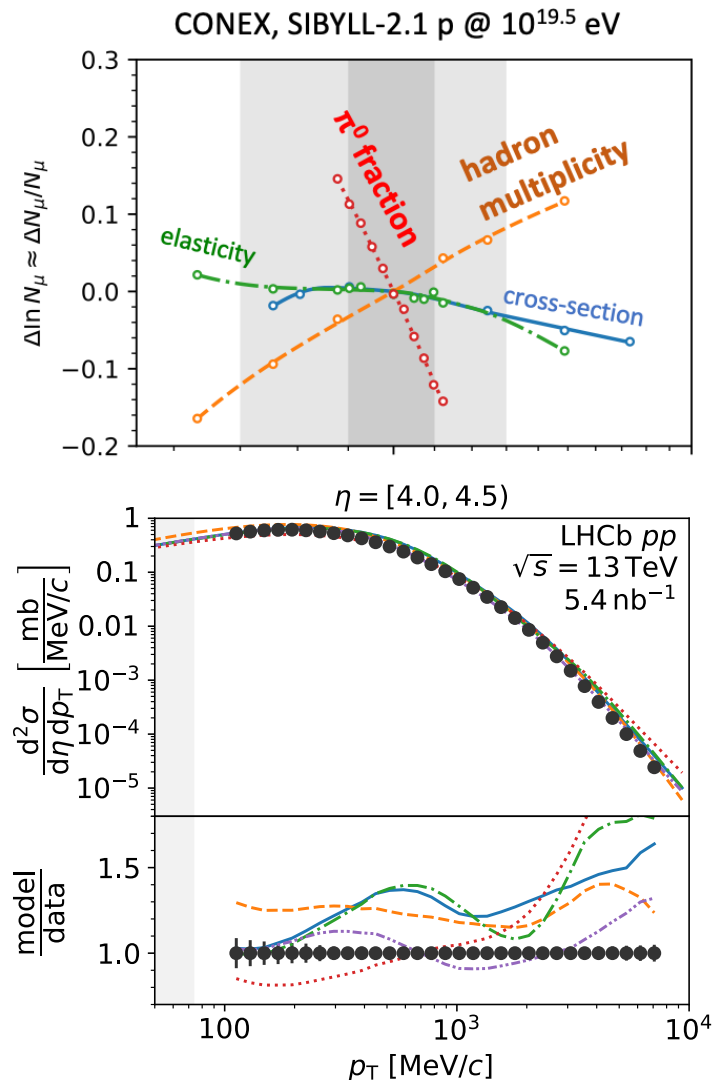 CONEX, SIBYLL-2.1 p @ 10^19.5 eV
0.3
0.2
0.1
0.0
−0.1
−0.2
Δln N_μ ≈ ΔN_μ/N_μ
π⁰ fraction
hadron
multiplicity
elasticity
cross-section
η = [4.0, 4.5)
1
0.1
0.01
10⁻³
10⁻⁴
10⁻⁵
d²σ/dη dp_T [mb/MeV/c]
LHCb pp
√s = 13 TeV
5.4 nb⁻¹
1.5
1.0
model/data
100
10³
10⁴
p_T [MeV/c]